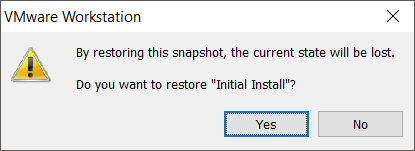 VMware Workstation
By restoring this snapshot, the current state will be lost.
Do you want to restore "Initial Install"?
Yes
No